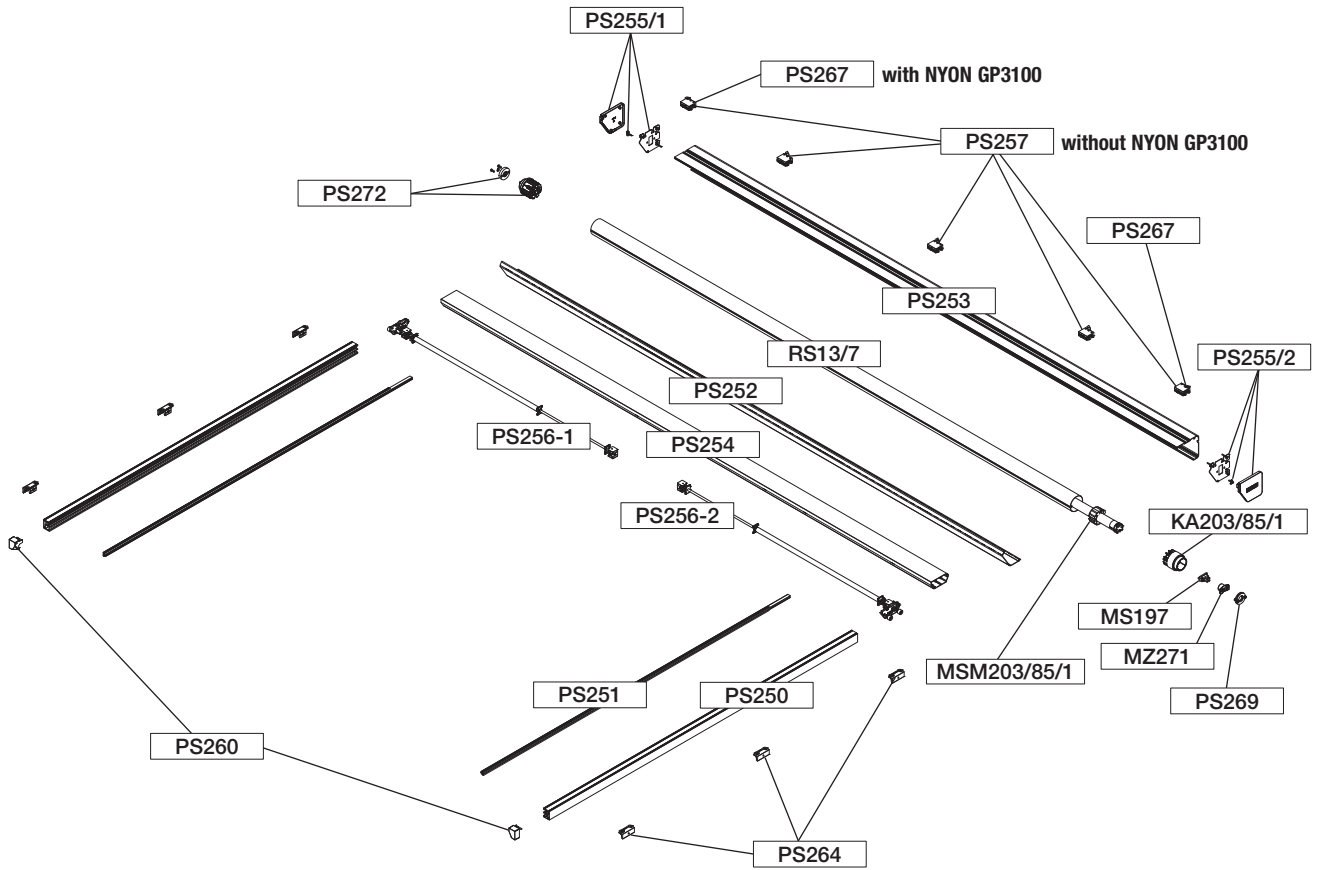 PS255/1
PS267 with NYON GP3100
PS257 without NYON GP3100
PS272
PS267
PS253
RS13/7
PS255/2
PS252
PS256-1
PS254
PS256-2
KA203/85/1
MS197
MZ271
MSM203/85/1
PS251
PS250
PS269
PS260
PS264